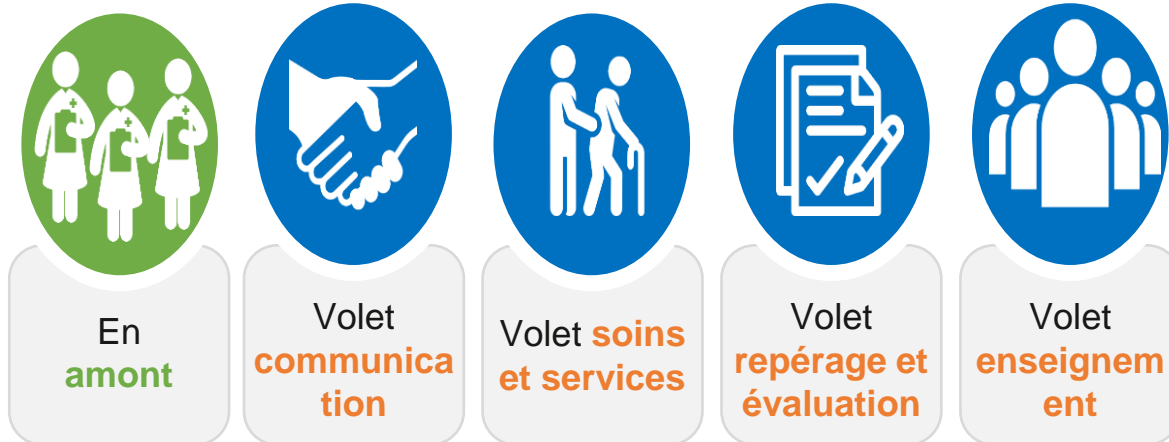 En
amont
Volet
communica
tion
Volet soins
et services
Volet
repérage et
évaluation
Volet
enseignem
ent